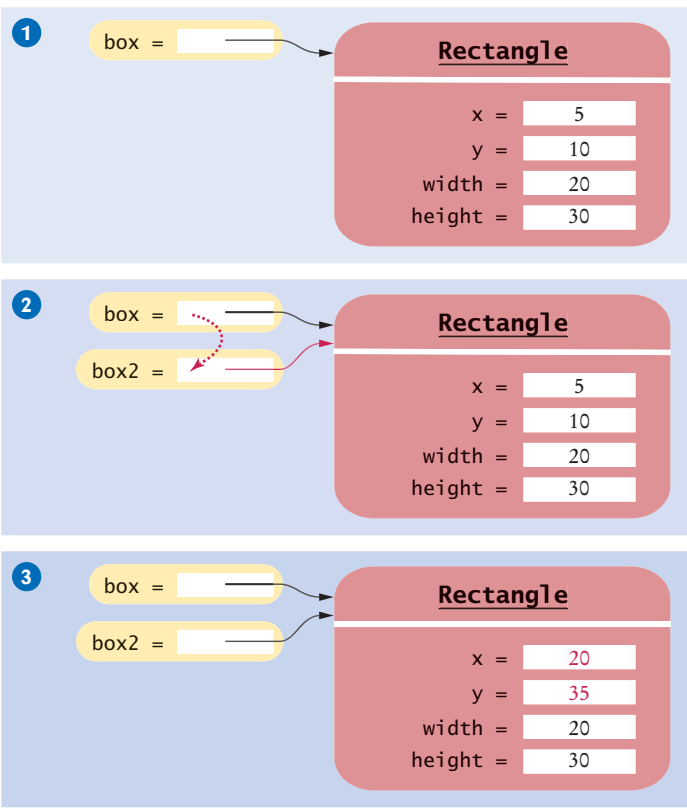 1
box =
Rectangle
x = 5
y = 10
width = 20
height = 30
2
box =
box2 =
Rectangle
x = 5
y = 10
width = 20
height = 30
3
box =
box2 =
Rectangle
x = 20
y = 35
width = 20
height = 30